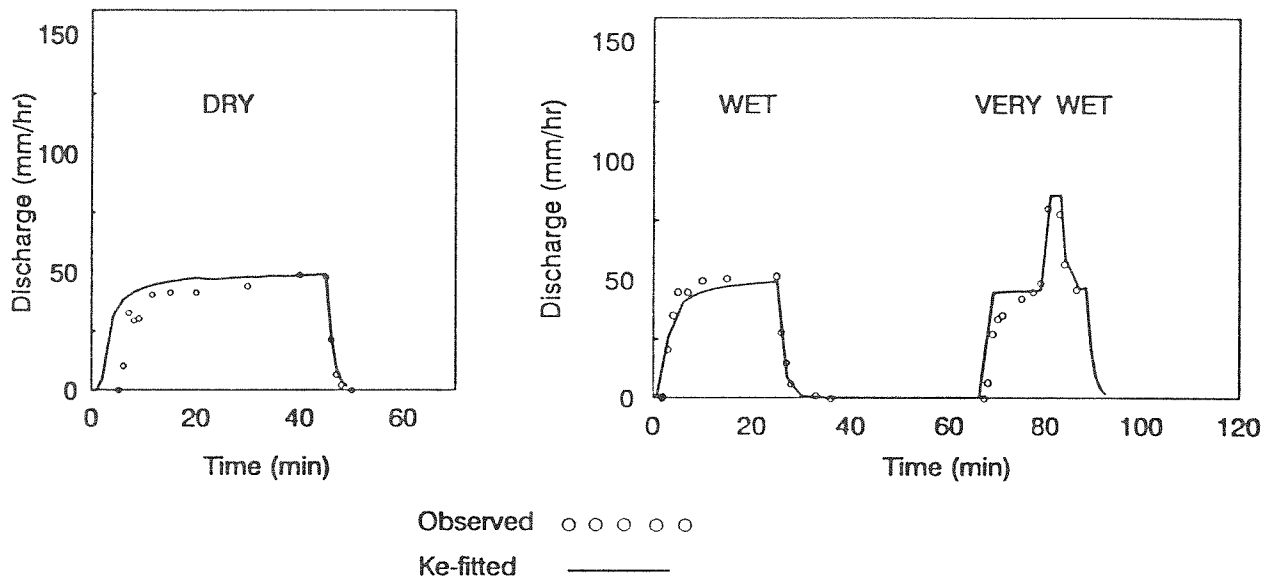 150
100
50
0
Discharge (mm/hr)
DRY
0 20 40 60
Time (min)
150
100
50
0
Discharge (mm/hr)
WET VERY WET
0 20 40 60 80 100 120
Time (min)
Observed
Ke-fitted